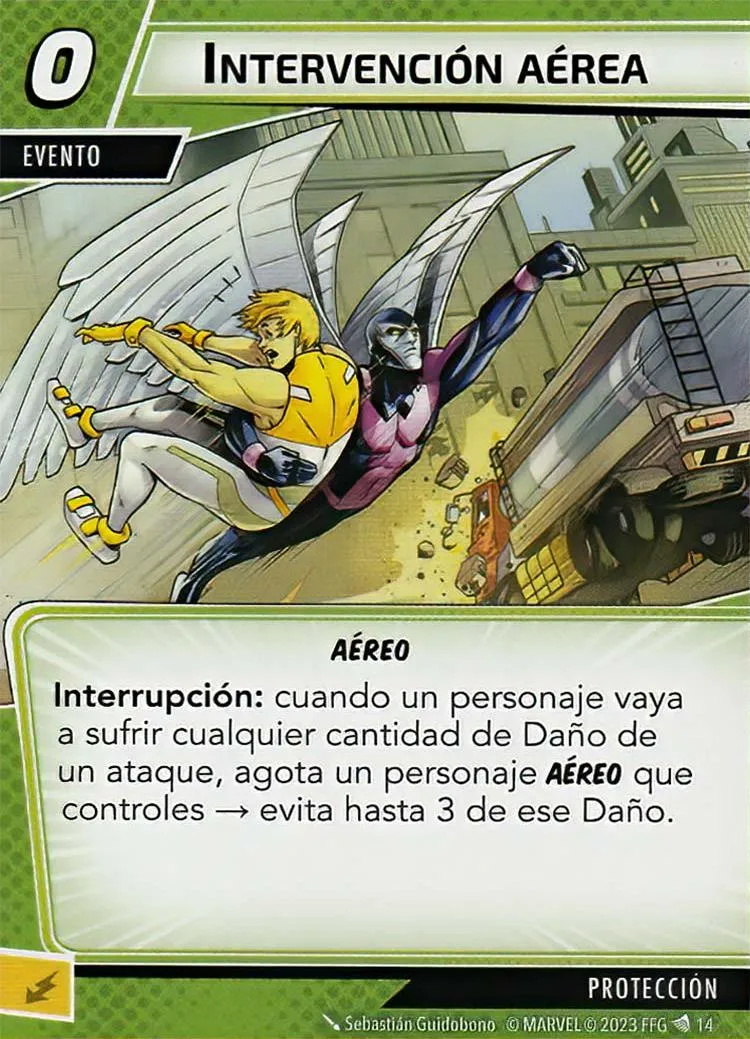 0
INTERVENCIÓN AÉREA
EVENTO
AÉREO
Interrupción: cuando un personaje vaya
a sufrir cualquier cantidad de Daño de
un ataque, agota un personaje AÉREO que
controles → evita hasta 3 de ese Daño.
PROTECCIÓN
Sebastián Guidobono © MARVEL © 2023 FFG 14